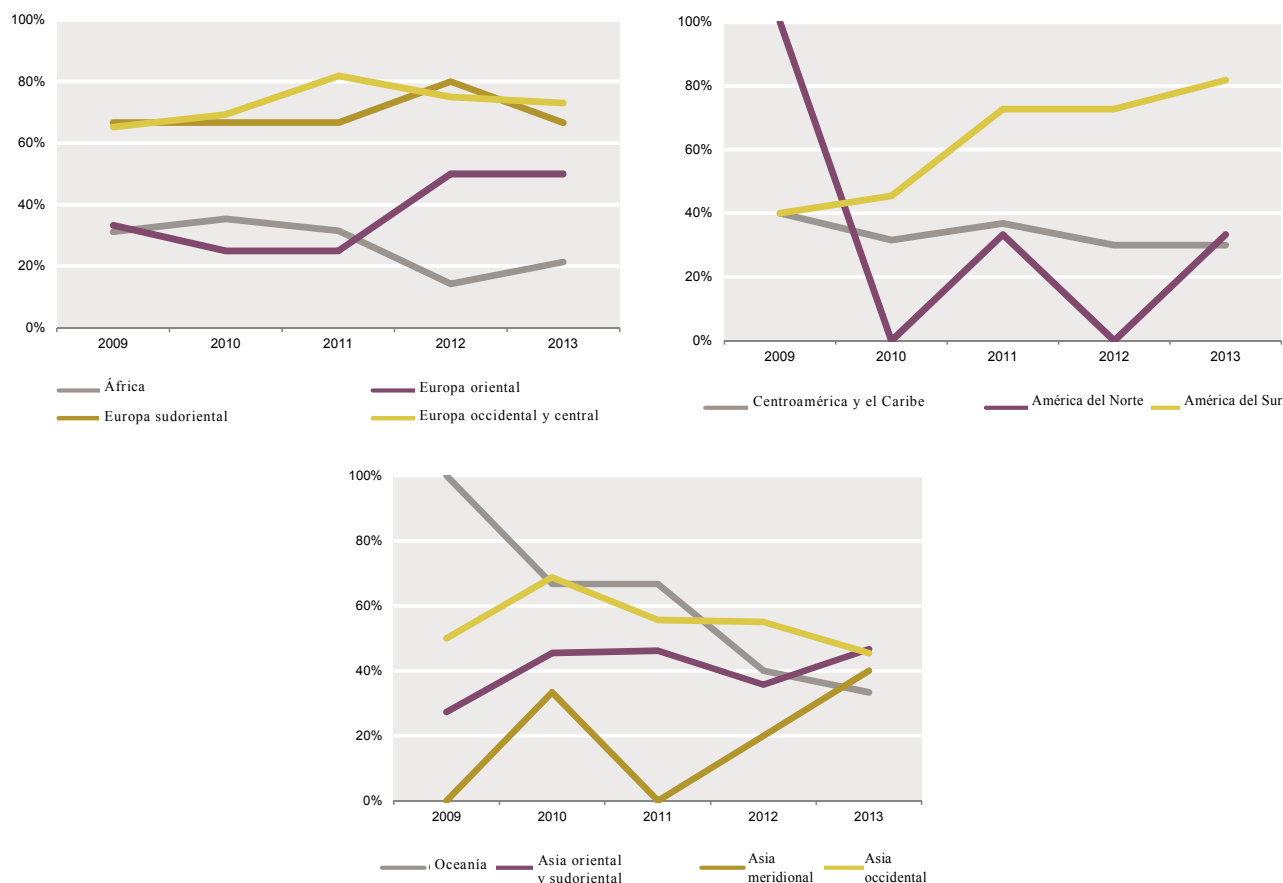 100%
80%
60%
40%
20%
0%
2009 2010 2011 2012 2013
África
Europa oriental
Europa sudoriental
Europa occidental y central
100%
80%
60%
40%
20%
0%
2009 2010 2011 2012 2013
Centroamérica y el Caribe
América del Norte
América del Sur
100%
80%
60%
40%
20%
0%
2009 2010 2011 2012 2013
Oceanía
Asia oriental
y sudoriental
Asia
meridional
Asia
occidental